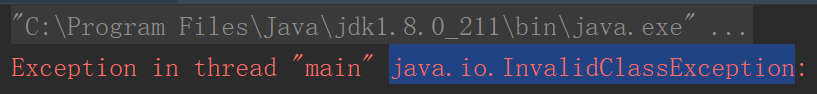 "C:\Program Files\Java\jdk1.8.0_211\bin\java.exe" ...
Exception in thread "main" java.io.InvalidClassException: